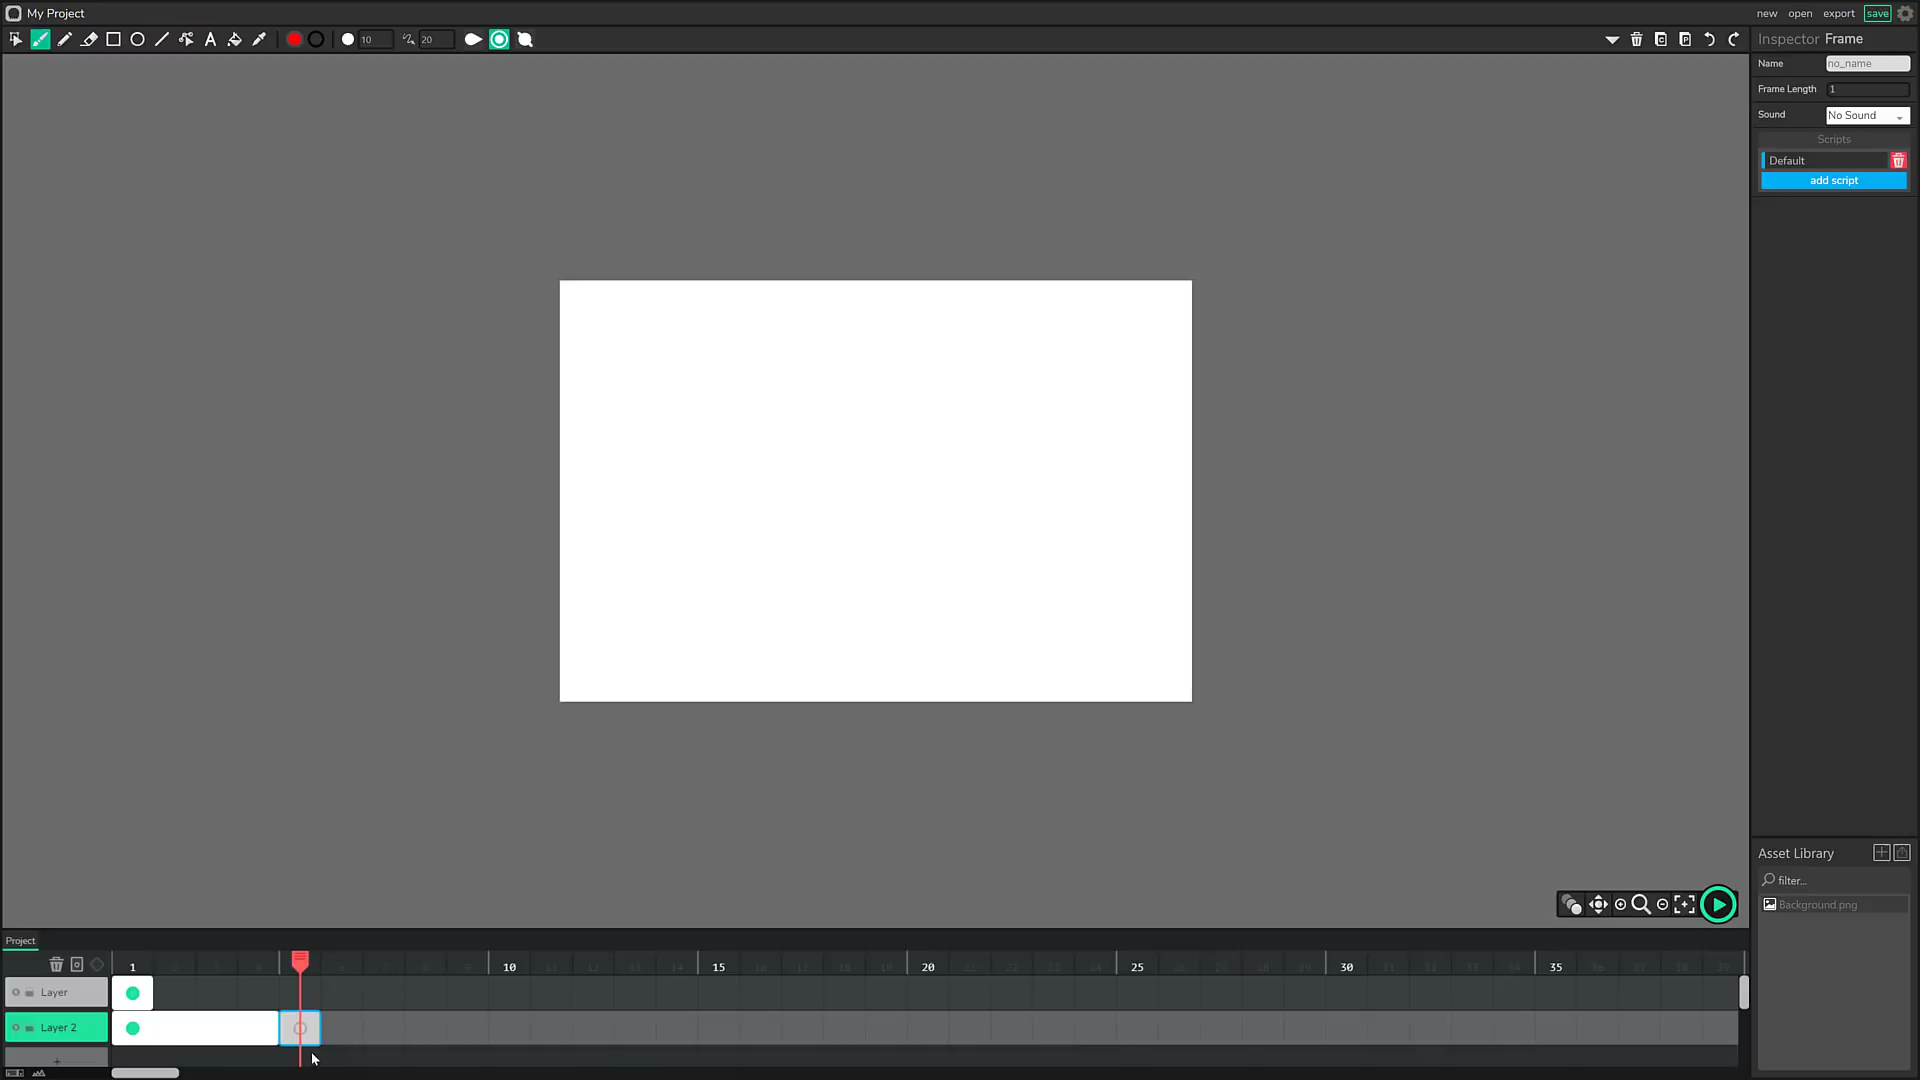 My Project
new open export save
10 20
Inspector Frame
Name no_name
Frame Length 1
Sound No Sound
Scripts
Default
add script
Asset Library
filter...
Background.png
Project
1 10 15 20 25 30 35
Layer
Layer 2
+